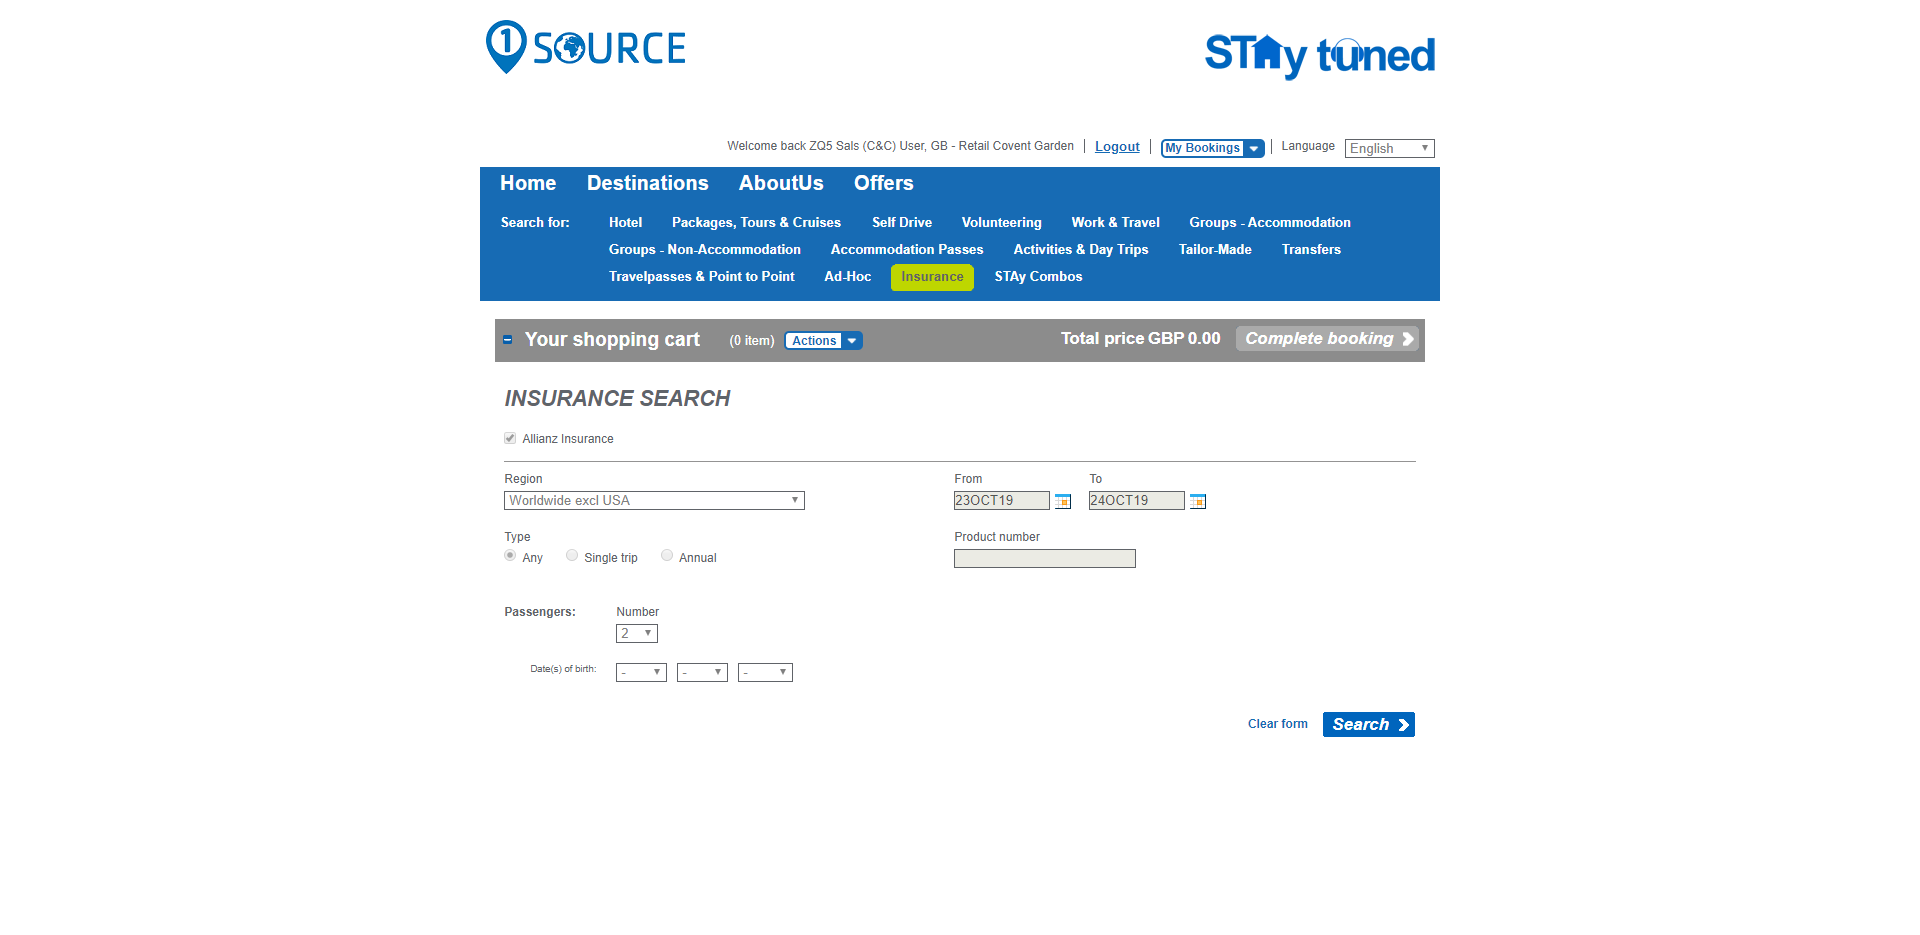 1 SOURCE
STAy tuned
Welcome back ZQ5 Sals (C&C) User, GB - Retail Covent Garden Logout My Bookings Language English
Home Destinations AboutUs Offers
Search for: Hotel Packages, Tours & Cruises Self Drive Volunteering Work & Travel Groups - Accommodation
Groups - Non-Accommodation Accommodation Passes Activities & Day Trips Tailor-Made Transfers
Travelpasses & Point to Point Ad-Hoc Insurance STAy Combos
Your shopping cart (0 item) Actions Total price GBP 0.00 Complete booking
INSURANCE SEARCH
Allianz Insurance
Region From To
Worldwide excl USA 23OCT19 24OCT19
Type Product number
Any Single trip Annual
Passengers: Number
2
Date(s) of birth: - - -
Clear form Search